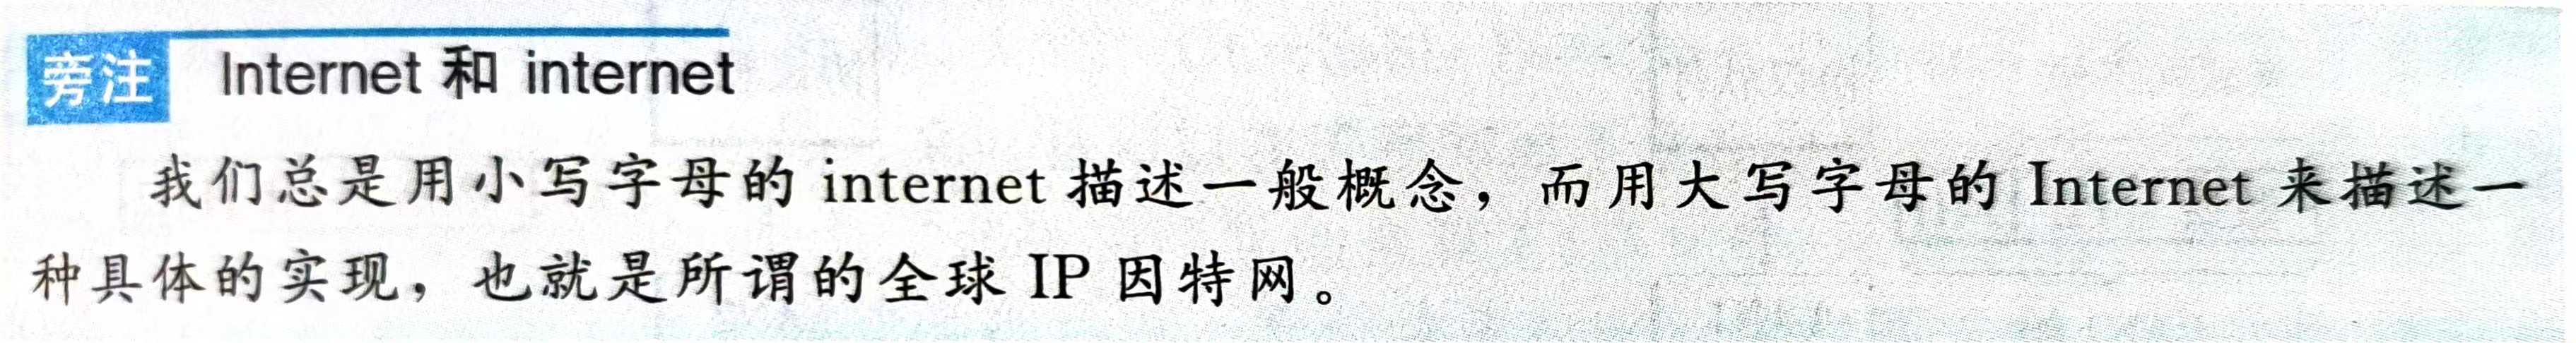 旁注 Internet 和 internet
我们总是用小写字母的 internet 描述一般概念，而用大写字母的 Internet 来描述一
种具体的实现，也就是所谓的全球 IP 因特网。